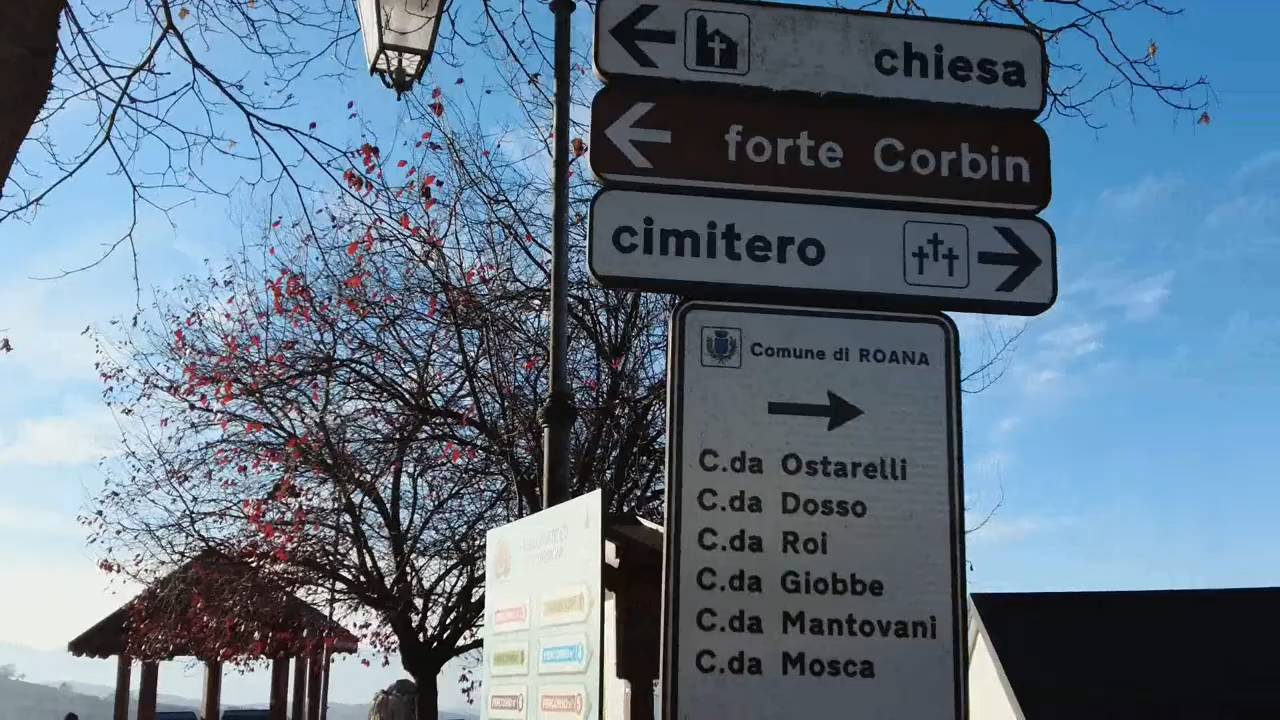 chiesa
forte Corbin
cimitero
Comune di ROANA
C.da Ostarelli
C.da Dosso
C.da Roi
C.da Giobbe
C.da Mantovani
C.da Mosca